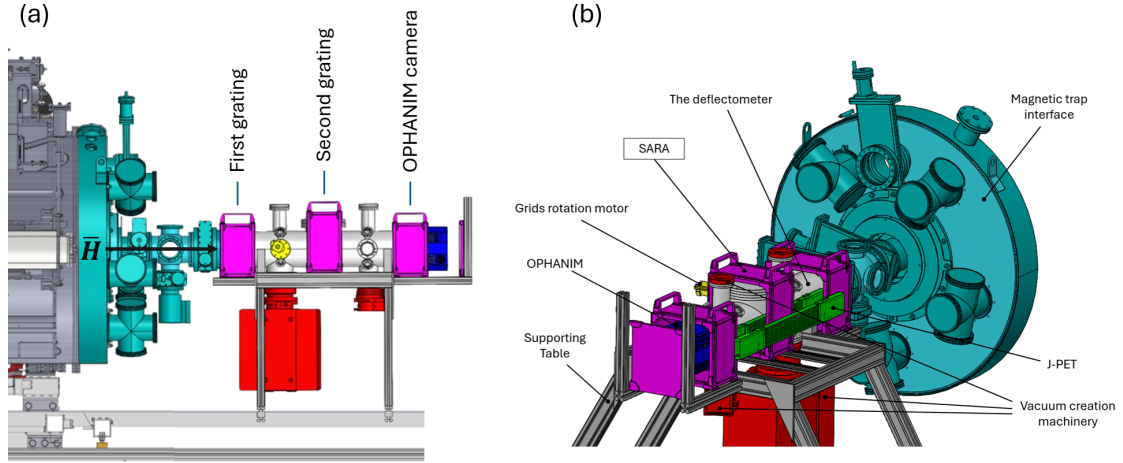 (a)
First grating
Second grating
OPHANIM camera
H̅
(b)
The deflectometer
Magnetic trap
interface
SARA
Grids rotation motor
OPHANIM
Supporting
Table
J-PET
Vacuum creation
machinery